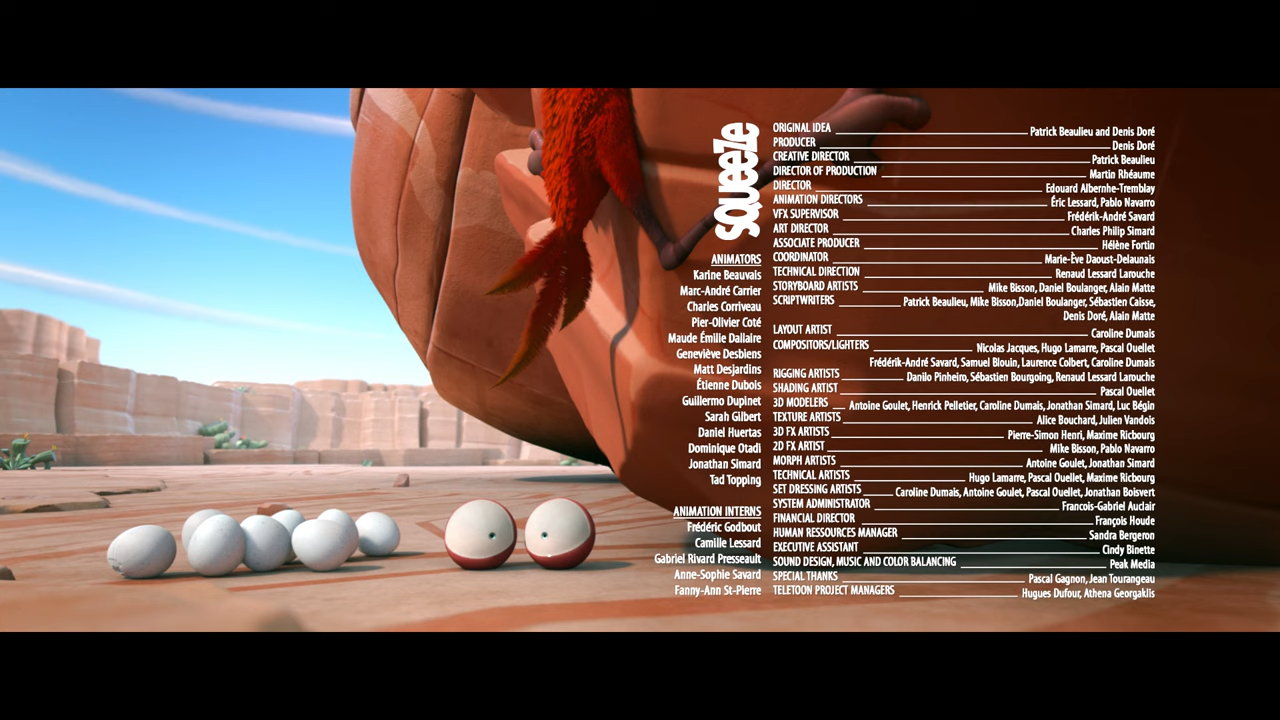 squeeze
ANIMATORS
Karine Beauvais
Marc-André Carrier
Charles Corriveau
Pier-Olivier Coté
Maude Émilie Dallaire
Geneviève Desbiens
Matt Desjardins
Étienne Dubois
Guillermo Dupinet
Sarah Gilbert
Daniel Huertas
Dominique Otadi
Jonathan Simard
Tad Topping
ANIMATION INTERNS
Frédéric Godbout
Camille Lessard
Gabriel Rivard Presseault
Anne-Sophie Savard
Fanny-Ann St-Pierre
ORIGINAL IDEA Patrick Beaulieu and Denis Doré
PRODUCER Denis Doré
CREATIVE DIRECTOR Patrick Beaulieu
DIRECTOR OF PRODUCTION Martin Rhéaume
DIRECTOR Edouard Albernhe-Tremblay
ANIMATION DIRECTORS Éric Lessard, Pablo Navarro
VFX SUPERVISOR Frédérik-André Savard
ART DIRECTOR Charles Philip Simard
ASSOCIATE PRODUCER Hélène Fortin
COORDINATOR Marie-Ève Daoust-Delaunais
TECHNICAL DIRECTION Renaud Lessard Larouche
STORYBOARD ARTISTS Mike Bisson, Daniel Boulanger, Alain Matte
SCRIPTWRITERS Patrick Beaulieu, Mike Bisson,Daniel Boulanger, Sébastien Caisse,
Denis Doré, Alain Matte
LAYOUT ARTIST Caroline Dumais
COMPOSITORS/LIGHTERS Nicolas Jacques, Hugo Lamarre, Pascal Ouellet
Frédérik-André Savard, Samuel Blouin, Laurence Colbert, Caroline Dumais
RIGGING ARTISTS Danilo Pinheiro, Sébastien Bourgoing, Renaud Lessard Larouche
SHADING ARTIST Pascal Ouellet
3D MODELERS Antoine Goulet, Henrick Pelletier, Caroline Dumais, Jonathan Simard, Luc Bégin
TEXTURE ARTISTS Alice Bouchard, Julien Vandois
3D FX ARTISTS Pierre-Simon Henri, Maxime Ricbourg
2D FX ARTIST Mike Bisson, Pablo Navarro
MORPH ARTISTS Antoine Goulet, Jonathan Simard
TECHNICAL ARTISTS Hugo Lamarre, Pascal Ouellet, Maxime Ricbourg
SET DRESSING ARTISTS Caroline Dumais, Antoine Goulet, Pascal Ouellet, Jonathan Boisvert
SYSTEM ADMINISTRATOR Francois-Gabriel Auclair
FINANCIAL DIRECTOR François Houde
HUMAN RESSOURCES MANAGER Sandra Bergeron
EXECUTIVE ASSISTANT Cindy Binette
SOUND DESIGN, MUSIC AND COLOR BALANCING Peak Media
SPECIAL THANKS Pascal Gagnon, Jean Tourangeau
TELETOON PROJECT MANAGERS Hugues Dufour, Athena Georgaklis